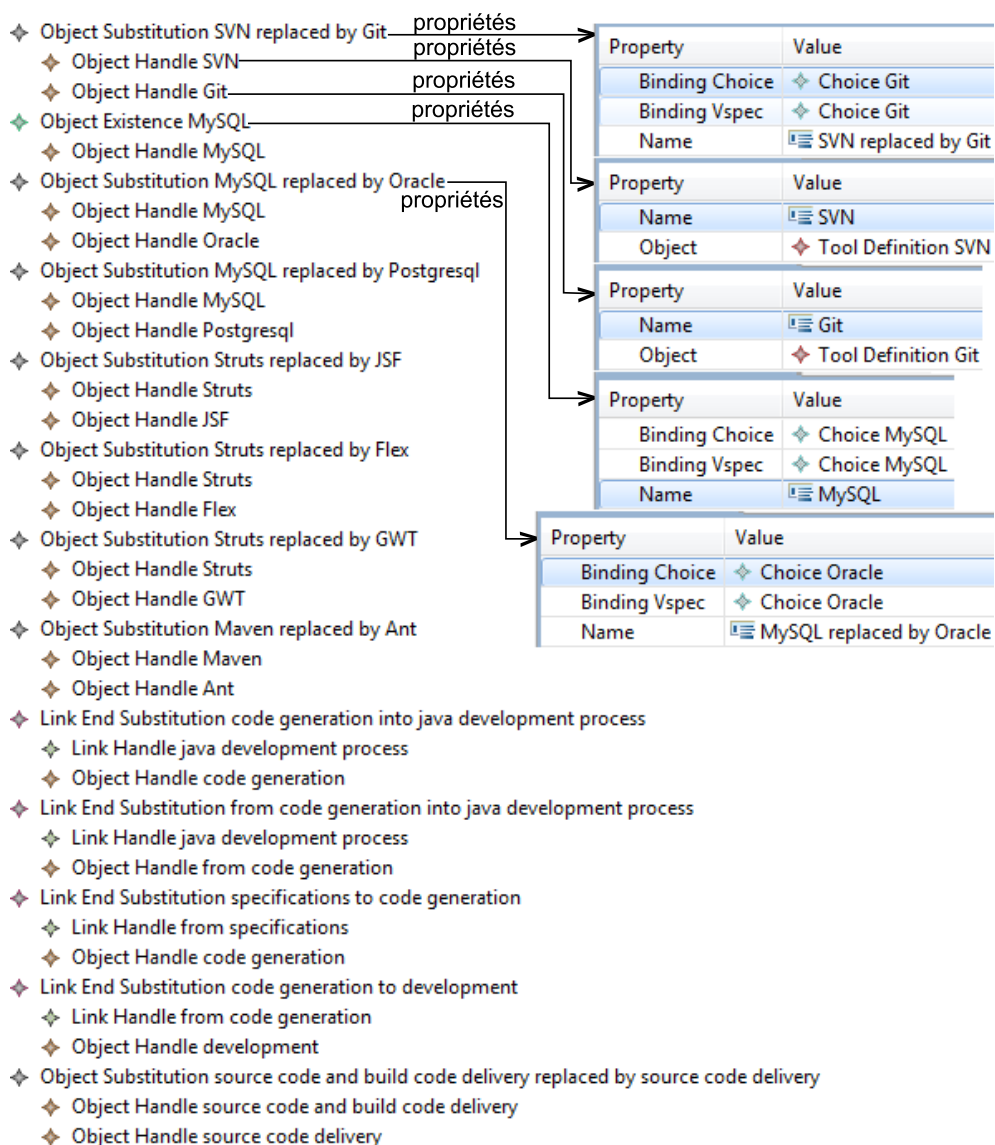 Object Substitution SVN replaced by Git
Object Handle SVN
Object Handle Git
Object Existence MySQL
Object Handle MySQL
Object Substitution MySQL replaced by Oracle
Object Handle MySQL
Object Handle Oracle
Object Substitution MySQL replaced by Postgresql
Object Handle MySQL
Object Handle Postgresql
Object Substitution Struts replaced by JSF
Object Handle Struts
Object Handle JSF
Object Substitution Struts replaced by Flex
Object Handle Struts
Object Handle Flex
Object Substitution Struts replaced by GWT
Object Handle Struts
Object Handle GWT
Object Substitution Maven replaced by Ant
Object Handle Maven
Object Handle Ant
Link End Substitution code generation into java development process
Link Handle java development process
Object Handle code generation
Link End Substitution from code generation into java development process
Link Handle java development process
Object Handle from code generation
Link End Substitution specifications to code generation
Link Handle from specifications
Object Handle code generation
Link End Substitution code generation to development
Link Handle from code generation
Object Handle development
Object Substitution source code and build code delivery replaced by source code delivery
Object Handle source code and build code delivery
Object Handle source code delivery
propriétés
propriétés
propriétés
propriétés
propriétés
Property Value
Binding Choice Choice Git
Binding Vspec Choice Git
Name SVN replaced by Git
Property Value
Name SVN
Object Tool Definition SVN
Property Value
Name Git
Object Tool Definition Git
Property Value
Binding Choice Choice MySQL
Binding Vspec Choice MySQL
Name MySQL
Property Value
Binding Choice Choice Oracle
Binding Vspec Choice Oracle
Name MySQL replaced by Oracle